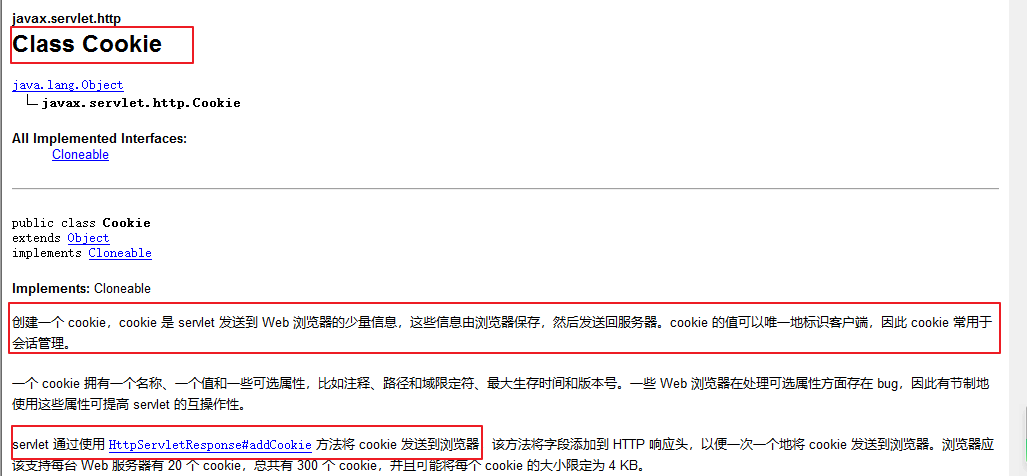 javax.servlet.http
Class Cookie
java.lang.Object
javax.servlet.http.Cookie
All Implemented Interfaces:
Cloneable
public class Cookie
extends Object
implements Cloneable
Implements: Cloneable
创建一个 cookie，cookie 是 servlet 发送到 Web 浏览器的少量信息，这些信息由浏览器保存，然后发送回服务器。cookie 的值可以唯一地标识客户端，因此 cookie 常用于
会话管理。
一个 cookie 拥有一个名称、一个值和一些可选属性，比如注释、路径和域限定符、最大生存时间和版本号。一些 Web 浏览器在处理可选属性方面存在 bug，因此有节制地
使用这些属性可提高 servlet 的互操作性。
servlet 通过使用 HttpServletResponse#addCookie 方法将 cookie 发送到浏览器 该方法将字段添加到 HTTP 响应头，以便一次一个地将 cookie 发送到浏览器。浏览器应
该支持每台 Web 服务器有 20 个 cookie，总共有 300 个 cookie，并且可能将每个 cookie 的大小限定为 4 KB。